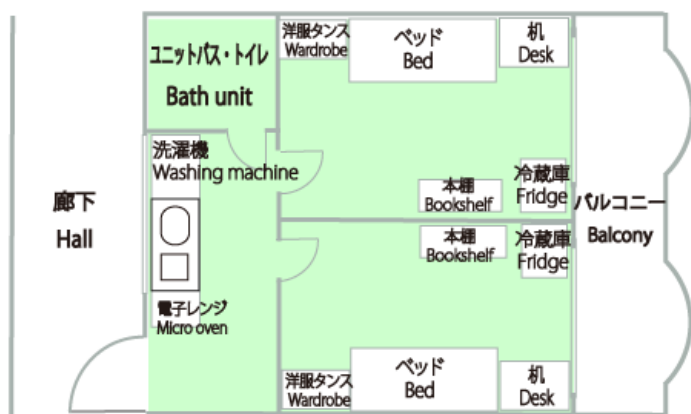 ユニットバス・トイレ
Bath unit
洋服タンス
Wardrobe
ベッド
Bed
机
Desk
洗濯機
Washing machine
本棚
Bookshelf
冷蔵庫
Fridge
廊下
Hall
バルコニー
Balcony
本棚
Bookshelf
冷蔵庫
Fridge
電子レンジ
Micro oven
洋服タンス
Wardrobe
ベッド
Bed
机
Desk